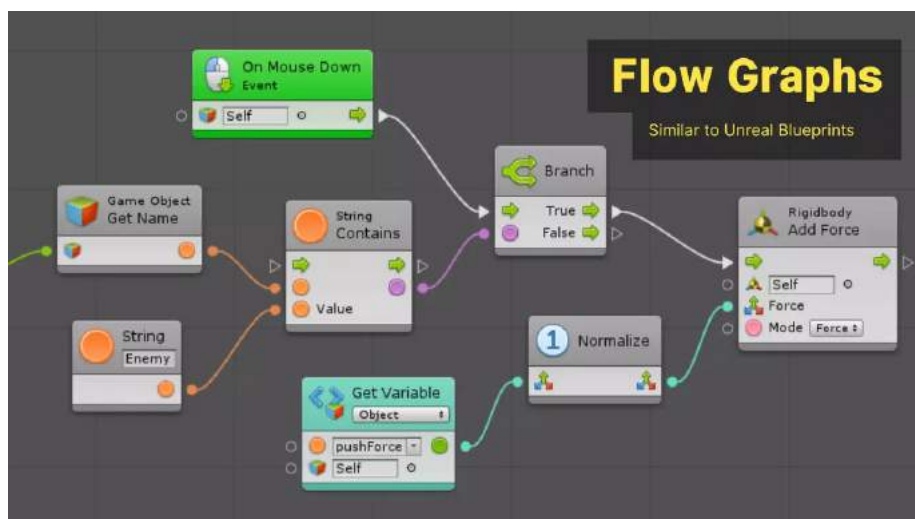 Flow Graphs
Similar to Unreal Blueprints
On Mouse Down
Event
Self
Branch
True
False
Game Object
Get Name
String
Contains
Value
Rigidbody
Add Force
Self
Force
Mode Force
String
Enemy
1 Normalize
Get Variable
Object
pushForce
Self